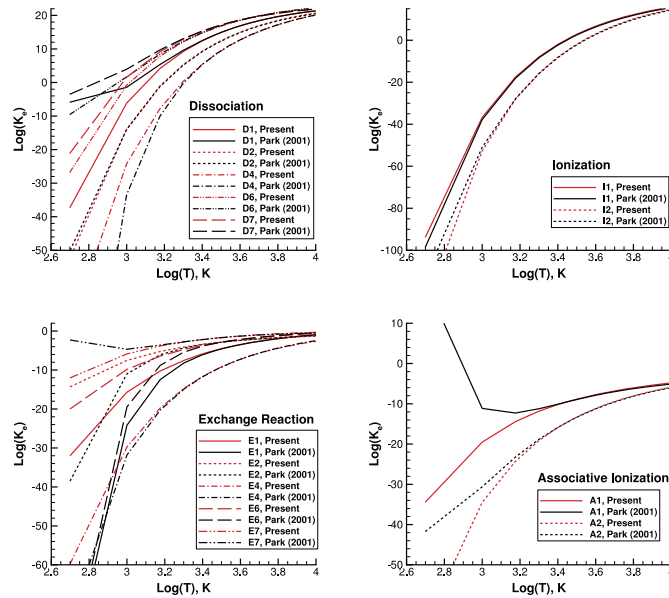 20
10
0
-10
-20
-30
-40
-50
Log(Ke)
2.6
2.8
3
3.2
3.4
3.6
3.8
4
Log(T), K
Dissociation
D1, Present
D1, Park (2001)
D2, Present
D2, Park (2001)
D4, Present
D4, Park (2001)
D6, Present
D6, Park (2001)
D7, Present
D7, Park (2001)
0
-20
-40
-60
-80
-100
Log(Ke)
2.6
2.8
3
3.2
3.4
3.6
3.8
4
Log(T), K
Ionization
I1, Present
I1, Park (2001)
I2, Present
I2, Park (2001)
0
-10
-20
-30
-40
-50
-60
Log(Ke)
2.6
2.8
3
3.2
3.4
3.6
3.8
4
Log(T), K
Exchange Reaction
E1, Present
E1, Park (2001)
E2, Present
E2, Park (2001)
E4, Present
E4, Park (2001)
E6, Present
E6, Park (2001)
E7, Present
E7, Park (2001)
10
0
-10
-20
-30
-40
-50
Log(Ke)
2.6
2.8
3
3.2
3.4
3.6
3.8
4
Log(T), K
Associative Ionization
A1, Present
A1, Park (2001)
A2, Present
A2, Park (2001)